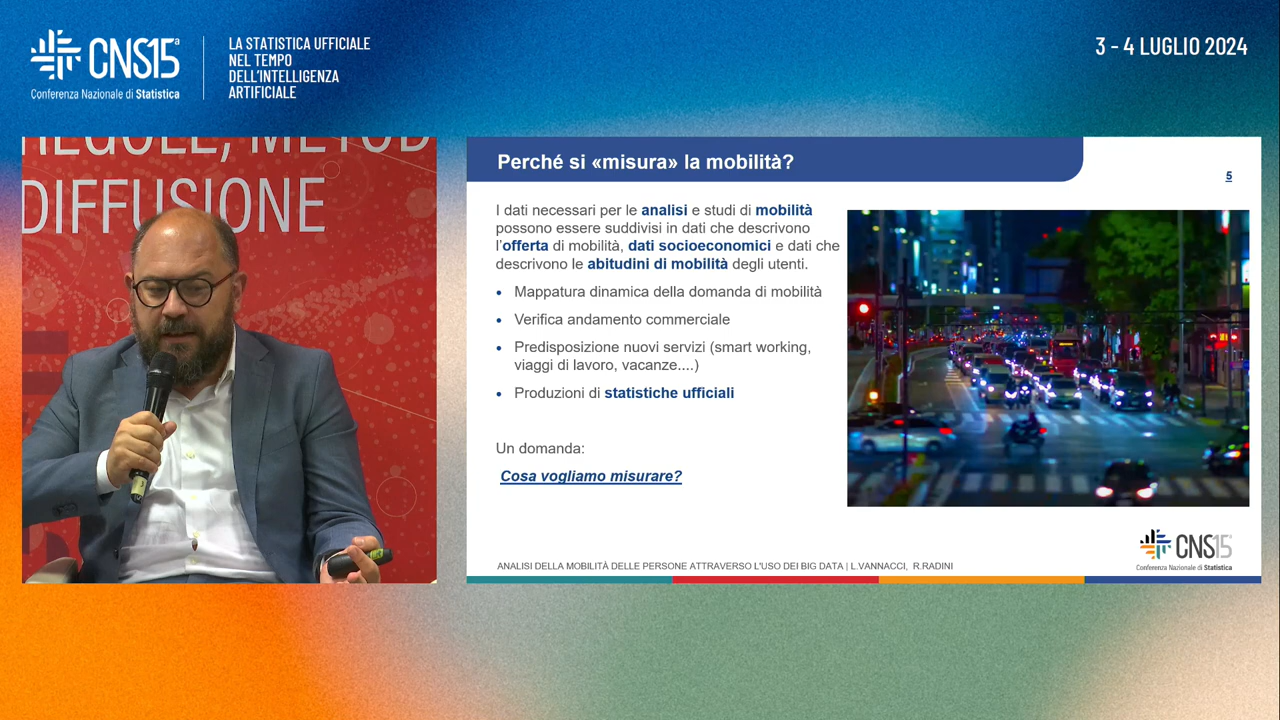 CNS15ª
Conferenza Nazionale di Statistica
LA STATISTICA UFFICIALE
NEL TEMPO
DELL'INTELLIGENZA
ARTIFICIALE
3 - 4 LUGLIO 2024
REGOLE, METOD
DIFFUSIONE
Perché si «misura» la mobilità?
5
I dati necessari per le analisi e studi di mobilità
possono essere suddivisi in dati che descrivono
l'offerta di mobilità, dati socioeconomici e dati che
descrivono le abitudini di mobilità degli utenti.
• Mappatura dinamica della domanda di mobilità
• Verifica andamento commerciale
• Predisposizione nuovi servizi (smart working,
viaggi di lavoro, vacanze....)
• Produzioni di statistiche ufficiali
Un domanda:
Cosa vogliamo misurare?
CNS15
Conferenza Nazionale di Statistica
ANALISI DELLA MOBILITÀ DELLE PERSONE ATTRAVERSO L'USO DEI BIG DATA | L.VANNACCI, R.RADINI